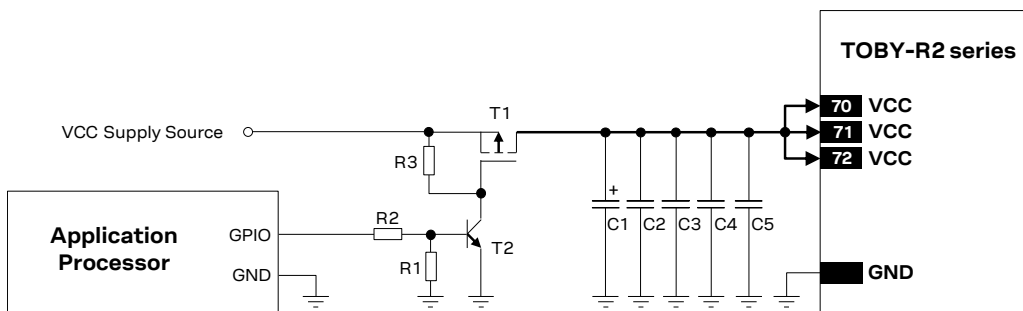 TOBY-R2 series
70 VCC
71 VCC
72 VCC
T1
VCC Supply Source
R3
+
C1 C2 C3 C4 C5
Application
Processor
GPIO
R2
T2
R1
GND
GND